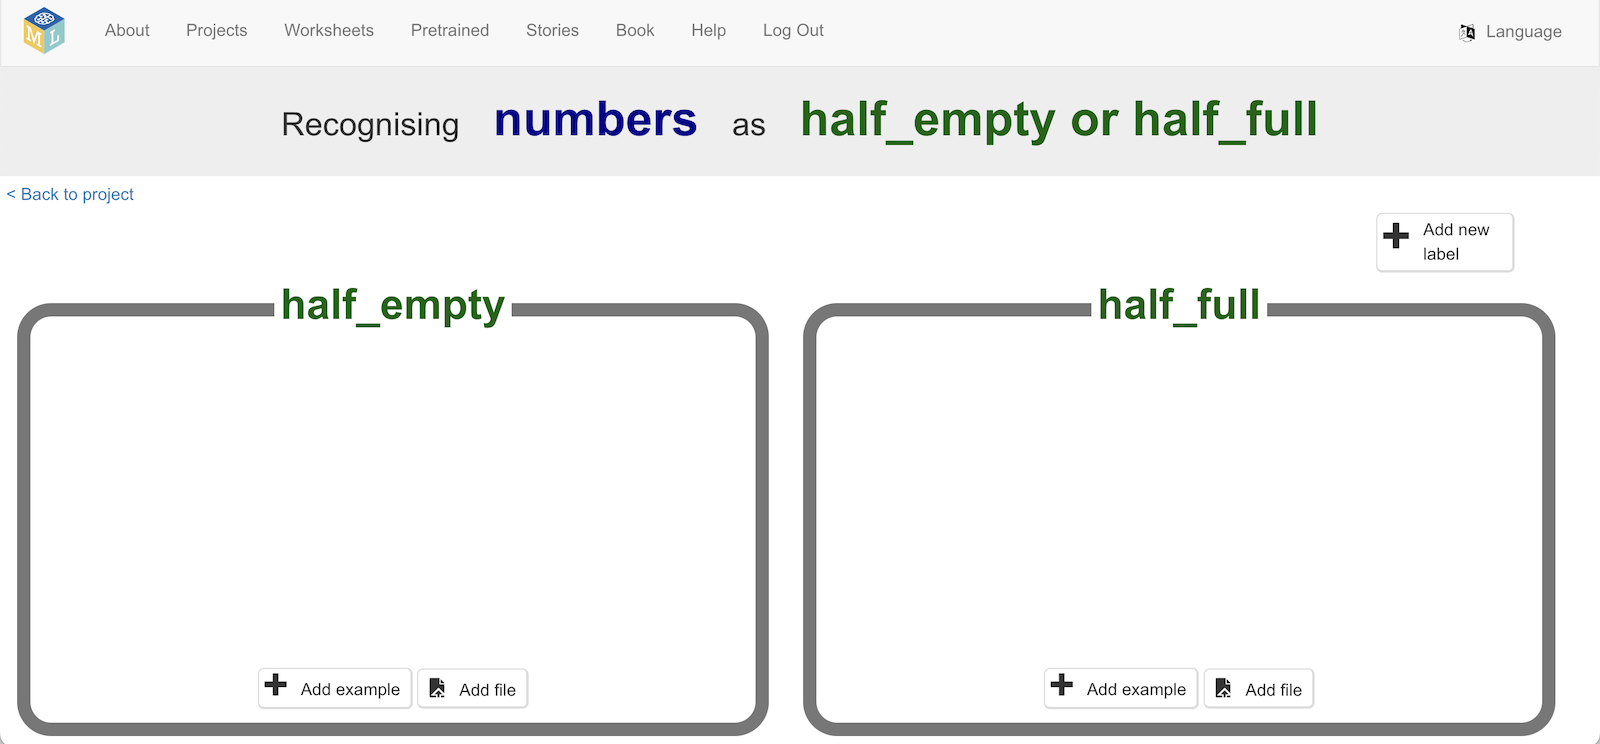 M L
About Projects Worksheets Pretrained Stories Book Help Log Out Language
Recognising numbers as half_empty or half_full
< Back to project
Add new
label
half_empty half_full
Add example Add file Add example Add file